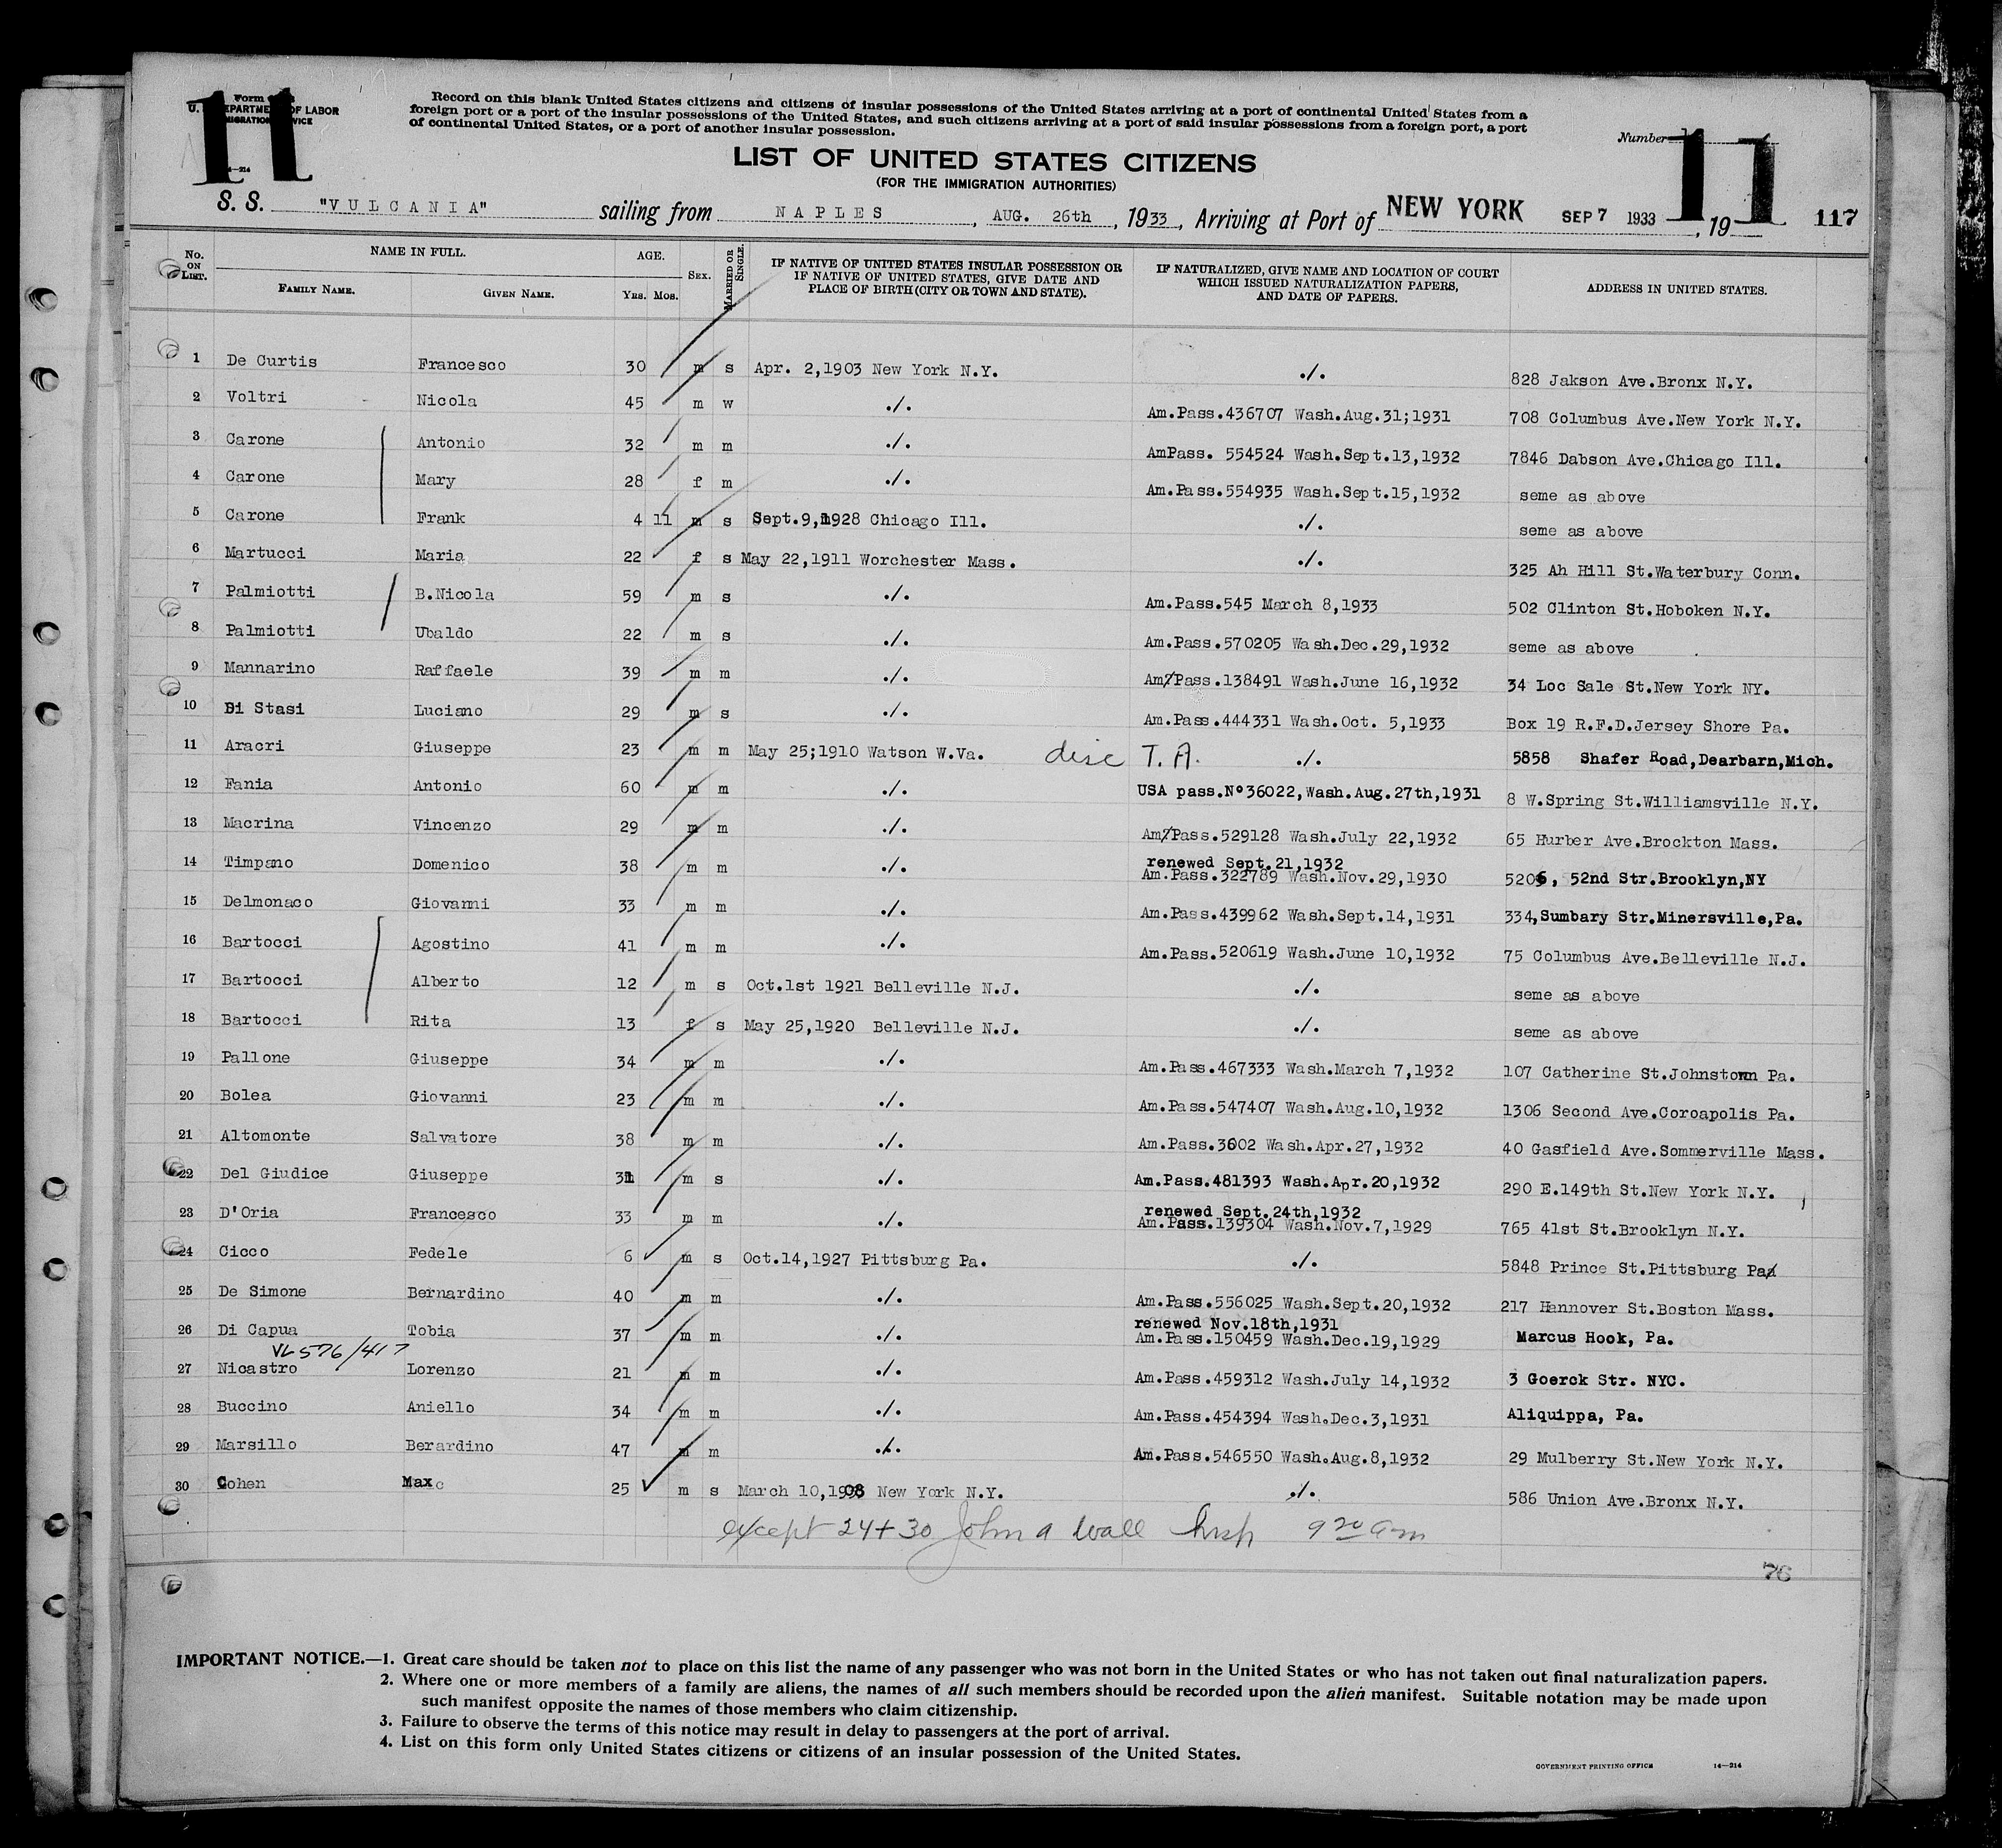 11
Form
U. DEPARTMENT OF LABOR
IMMIGRATION SERVICE
Record on this blank United States citizens and citizens of insular possessions of the United States arriving at a port of continental United States from a
foreign port or a port of the insular possessions of the United States, and such citizens arriving at a port of said insular possessions from a foreign port, a port
of continental United States, or a port of another insular possession.
Number 11
LIST OF UNITED STATES CITIZENS
(FOR THE IMMIGRATION AUTHORITIES)
S. S. "VULCANIA" sailing from NAPLES, AUG. 26th, 1933, Arriving at Port of NEW YORK SEP 7 1933, 19 117
No. ON LIST. NAME IN FULL. FAMILY NAME. GIVEN NAME. AGE. YRS. MOS. SEX. MARRIED OR SINGLE. IF NATIVE OF UNITED STATES INSULAR POSSESSION OR IF NATIVE OF UNITED STATES, GIVE DATE AND PLACE OF BIRTH (CITY OR TOWN AND STATE). IF NATURALIZED, GIVE NAME AND LOCATION OF COURT WHICH ISSUED NATURALIZATION PAPERS, AND DATE OF PAPERS. ADDRESS IN UNITED STATES.
1 De Curtis Francesco 30 m s Apr. 2,1903 New York N.Y. ./. 828 Jakson Ave.Bronx N.Y.
2 Voltri Nicola 45 m w ./. Am.Pass.436707 Wash.Aug.31;1931 708 Columbus Ave.New York N.Y.
3 Carone Antonio 32 m m ./. AmPass. 554524 Wash.Sept.13,1932 7846 Dabson Ave.Chicago Ill.
4 Carone Mary 28 f m ./. Am.Pass.554935 Wash.Sept.15,1932 seme as above
5 Carone Frank 4 11 m s Sept.9,1928 Chicago Ill. ./. seme as above
6 Martucci Maria 22 f s May 22,1911 Worchester Mass. ./. 325 Ah Hill St.Waterbury Conn.
7 Palmiotti B.Nicola 59 m s ./. Am.Pass.545 March 8,1933 502 Clinton St.Hoboken N.Y.
8 Palmiotti Ubaldo 22 m s ./. Am.Pass.570205 Wash.Dec.29,1932 seme as above
9 Mannarino Raffaele 39 m m ./. Am/Pass.138491 Wash.June 16,1932 34 Loc Sale St.New York NY.
10 Di Stasi Luciano 29 m s ./. Am.Pass.444331 Wash.Oct. 5,1933 Box 19 R.F.D.Jersey Shore Pa.
11 Aracri Giuseppe 23 m m May 25;1910 Watson W.Va. disc T.A. ./. 5858 Shafer Road,Dearbarn,Mich.
12 Fania Antonio 60 m m ./. USA pass.Nº36022,Wash.Aug.27th,1931 8 W.Spring St.Williamsville N.Y.
13 Macrina Vincenzo 29 m m ./. Am/Pass.529128 Wash.July 22,1932 65 Hurber Ave.Brockton Mass.
renewed Sept.21,1932
14 Timpano Domenico 38 m m ./. Am.Pass.322789 Wash.Nov.29,1930 5206, 52nd Str.Brooklyn,NY
15 Delmonaco Giovanni 33 m m ./. Am.Pass.439962 Wash.Sept.14,1931 334,Sumbary Str.Minersville,Pa.
16 Bartocci Agostino 41 m m ./. Am.Pass.520619 Wash.June 10,1932 75 Columbus Ave.Belleville N.J.
17 Bartocci Alberto 12 m s Oct.1st 1921 Belleville N.J. ./. seme as above
18 Bartocci Rita 13 f s May 25,1920 Belleville N.J. ./. seme as above
19 Pallone Giuseppe 34 m m ./. Am.Pass.467333 Wash.March 7,1932 107 Catherine St.Johnstown Pa.
20 Bolea Giovanni 23 m m ./. Am.Pass.547407 Wash.Aug.10,1932 1306 Second Ave.Coroapolis Pa.
21 Altomonte Salvatore 38 m m ./. Am.Pass.3602 Wash.Apr.27,1932 40 Gasfield Ave.Sommerville Mass.
22 Del Giudice Giuseppe 31 m s ./. Am.Pass.481393 Wash.Apr.20,1932 290 E.149th St.New York N.Y.
renewed Sept.24th,1932
23 D'Oria Francesco 33 m m ./. Am.Pass.139304 Wash.Nov.7,1929 765 41st St.Brooklyn N.Y.
24 Cicco Fedele 6 m s Oct.14,1927 Pittsburg Pa. ./. 5848 Prince St.Pittsburg Pa
25 De Simone Bernardino 40 m m ./. Am.Pass.556025 Wash.Sept.20,1932 217 Hannover St.Boston Mass.
renewed Nov.18th,1931
26 Di Capua Tobia 37 m m ./. Am.Pass.150459 Wash.Dec.19,1929 Marcus Hook, Pa.
VL 576/417
27 Nicastro Lorenzo 21 m m ./. Am.Pass.459312 Wash.July 14,1932 3 Goerck Str. NYC.
28 Buccino Aniello 34 m m ./. Am.Pass.454394 Wash.Dec.3,1931 Aliquippa, Pa.
29 Marsillo Berardino 47 m m ./. Am.Pass.546550 Wash.Aug.8,1932 29 Mulberry St.New York N.Y.
30 Cohen Max 25 m s March 10,1908 New York N.Y. ./. 586 Union Ave.Bronx N.Y.
except 24+30 John A Wall Insp 9 20 am
76
IMPORTANT NOTICE.—1. Great care should be taken not to place on this list the name of any passenger who was not born in the United States or who has not taken out final naturalization papers.
2. Where one or more members of a family are aliens, the names of all such members should be recorded upon the alien manifest. Suitable notation may be made upon
such manifest opposite the names of those members who claim citizenship.
3. Failure to observe the terms of this notice may result in delay to passengers at the port of arrival.
4. List on this form only United States citizens or citizens of an insular possession of the United States.
GOVERNMENT PRINTING OFFICE 14—214